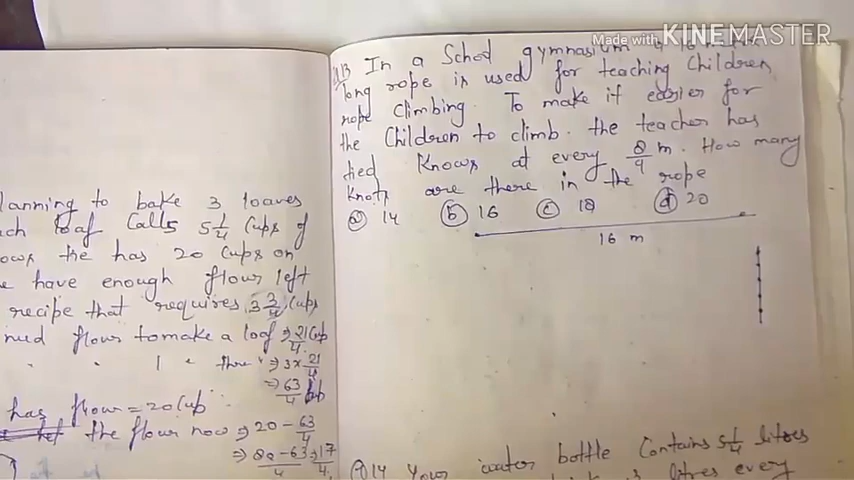 Made with KINEMASTER
lanning to bake 3 loaves
ch loaf Calls 5 1/4 Cups of
ows the has 20 Cups on
e have enough flour left
recipe that requires 3 3/4 Cups
flour to make a loaf ⇒ 21/4 Cup
" 1 " three " ⇒ 3 x 21/4
⇒ 63/4
has flour = 20 Cup
the flour now ⇒ 20 - 63/4
⇒ 80 - 63/4 ⇒ 17/4
Q13 In a School gymnasium
long rope is used for teaching Children
rope Climbing. To make it easier for
the Children to climb. the teacher has
tied Knows at every 8/4 m. How many
Knots are there in the rope
(a) 14 (b) 16 (c) 18 (d) 20
16 m
Q14 Your water bottle Contains 5 1/4 litres
litres every